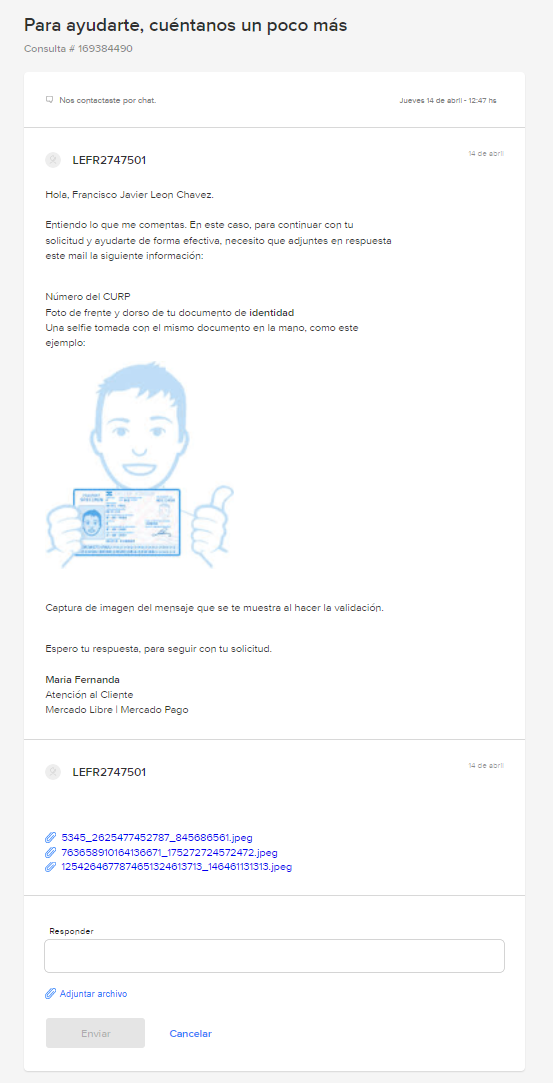 Para ayudarte, cuéntanos un poco más
Consulta # 169384490
Nos contactaste por chat.
Jueves 14 de abril - 12:47 hs
LEFR2747501
14 de abril
Hola, Francisco Javier Leon Chavez.
Entiendo lo que me comentas. En este caso, para continuar con tu
solicitud y ayudarte de forma efectiva, necesito que adjuntes en respuesta
este mail la siguiente información:
Número del CURP
Foto de frente y dorso de tu documento de identidad
Una selfie tomada con el mismo documento en la mano, como este
ejemplo:
Captura de imagen del mensaje que se te muestra al hacer la validación.
Espero tu respuesta, para seguir con tu solicitud.
Maria Fernanda
Atención al Cliente
Mercado Libre | Mercado Pago
LEFR2747501
14 de abril
5345_2625477452787_845686561.jpeg
763658910164136671_175272724572472.jpeg
1254264677874651324613713_146461131313.jpeg
Responder
Adjuntar archivo
Enviar
Cancelar